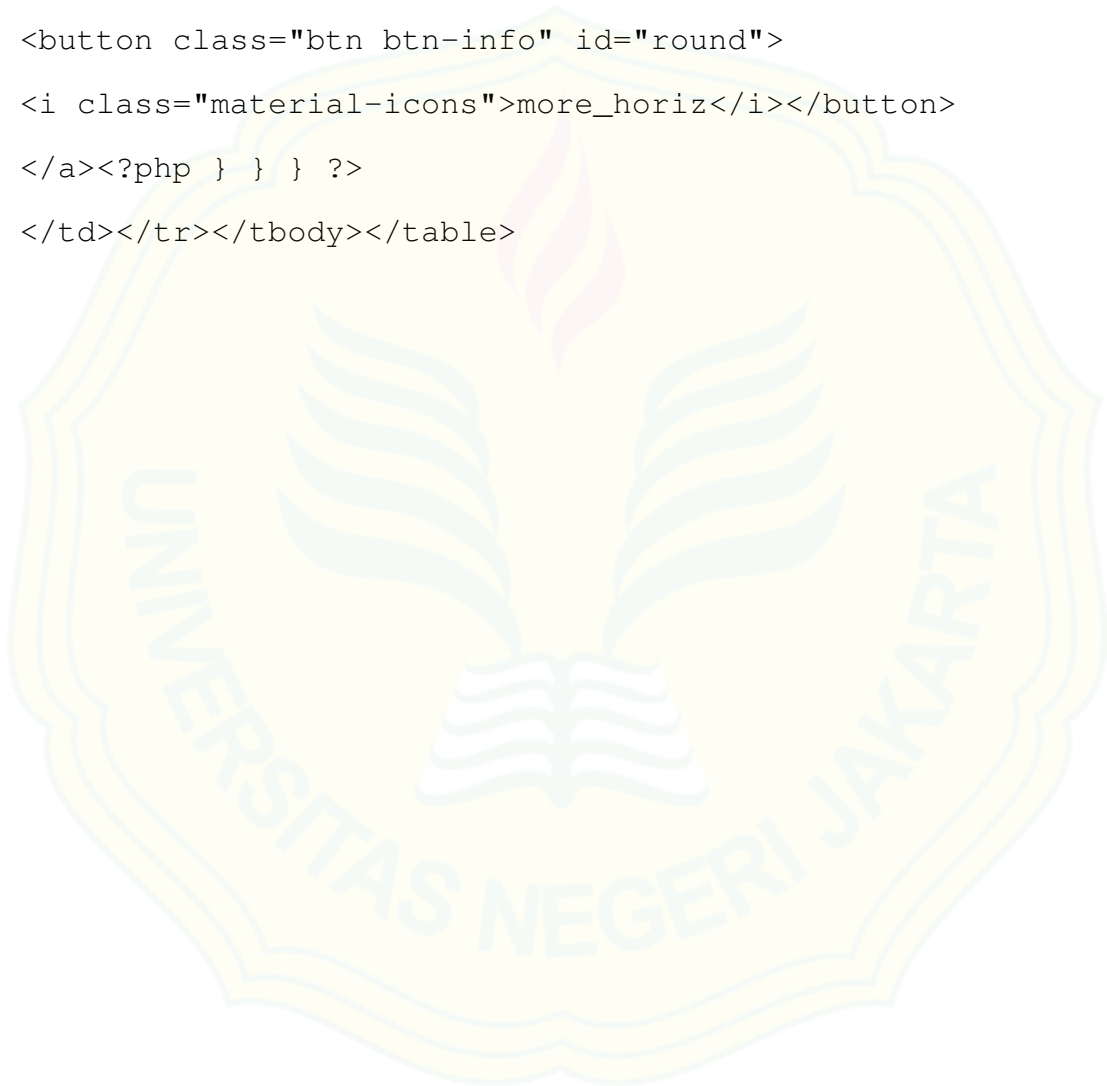 <button class="btn btn-info" id="round">
<i class="material-icons">more_horiz</i></button>
</a><?php } } } ?>
</td></tr></tbody></table>
UNIVERSITAS NEGERI JAKARTA